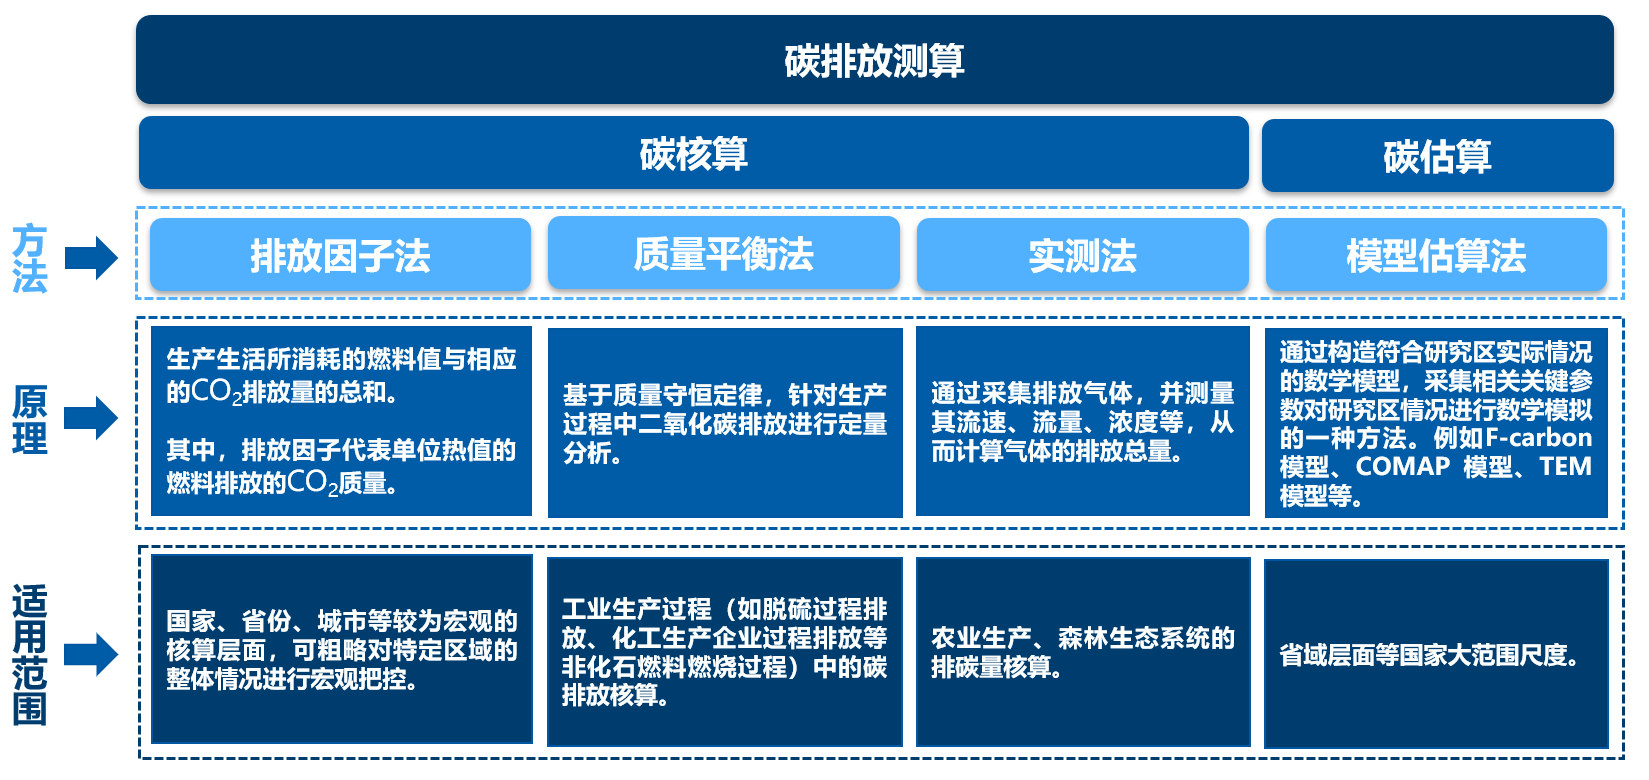 碳排放测算
碳核算
碳估算
方法
排放因子法
质量平衡法
实测法
模型估算法
原理
生产生活所消耗的燃料值与相应
的CO₂排放量的总和。
其中，排放因子代表单位热值的
燃料排放的CO₂质量。
基于质量守恒定律，针对生产
过程中二氧化碳排放进行定量
分析。
通过采集排放气体，并测量
其流速、流量、浓度等，从
而计算气体的排放总量。
通过构造符合研究区实际情况
的数学模型，采集相关关键参
数对研究区情况进行数学模拟
的一种方法。例如F-carbon
模型、COMAP 模型、TEM
模型等。
适用范围
国家、省份、城市等较为宏观的
核算层面，可粗略对特定区域的
整体情况进行宏观把控。
工业生产过程（如脱硫过程排
放、化工生产企业过程排放等
非化石燃料燃烧过程）中的碳
排放核算。
农业生产、森林生态系统的
排碳量核算。
省域层面等国家大范围尺度。